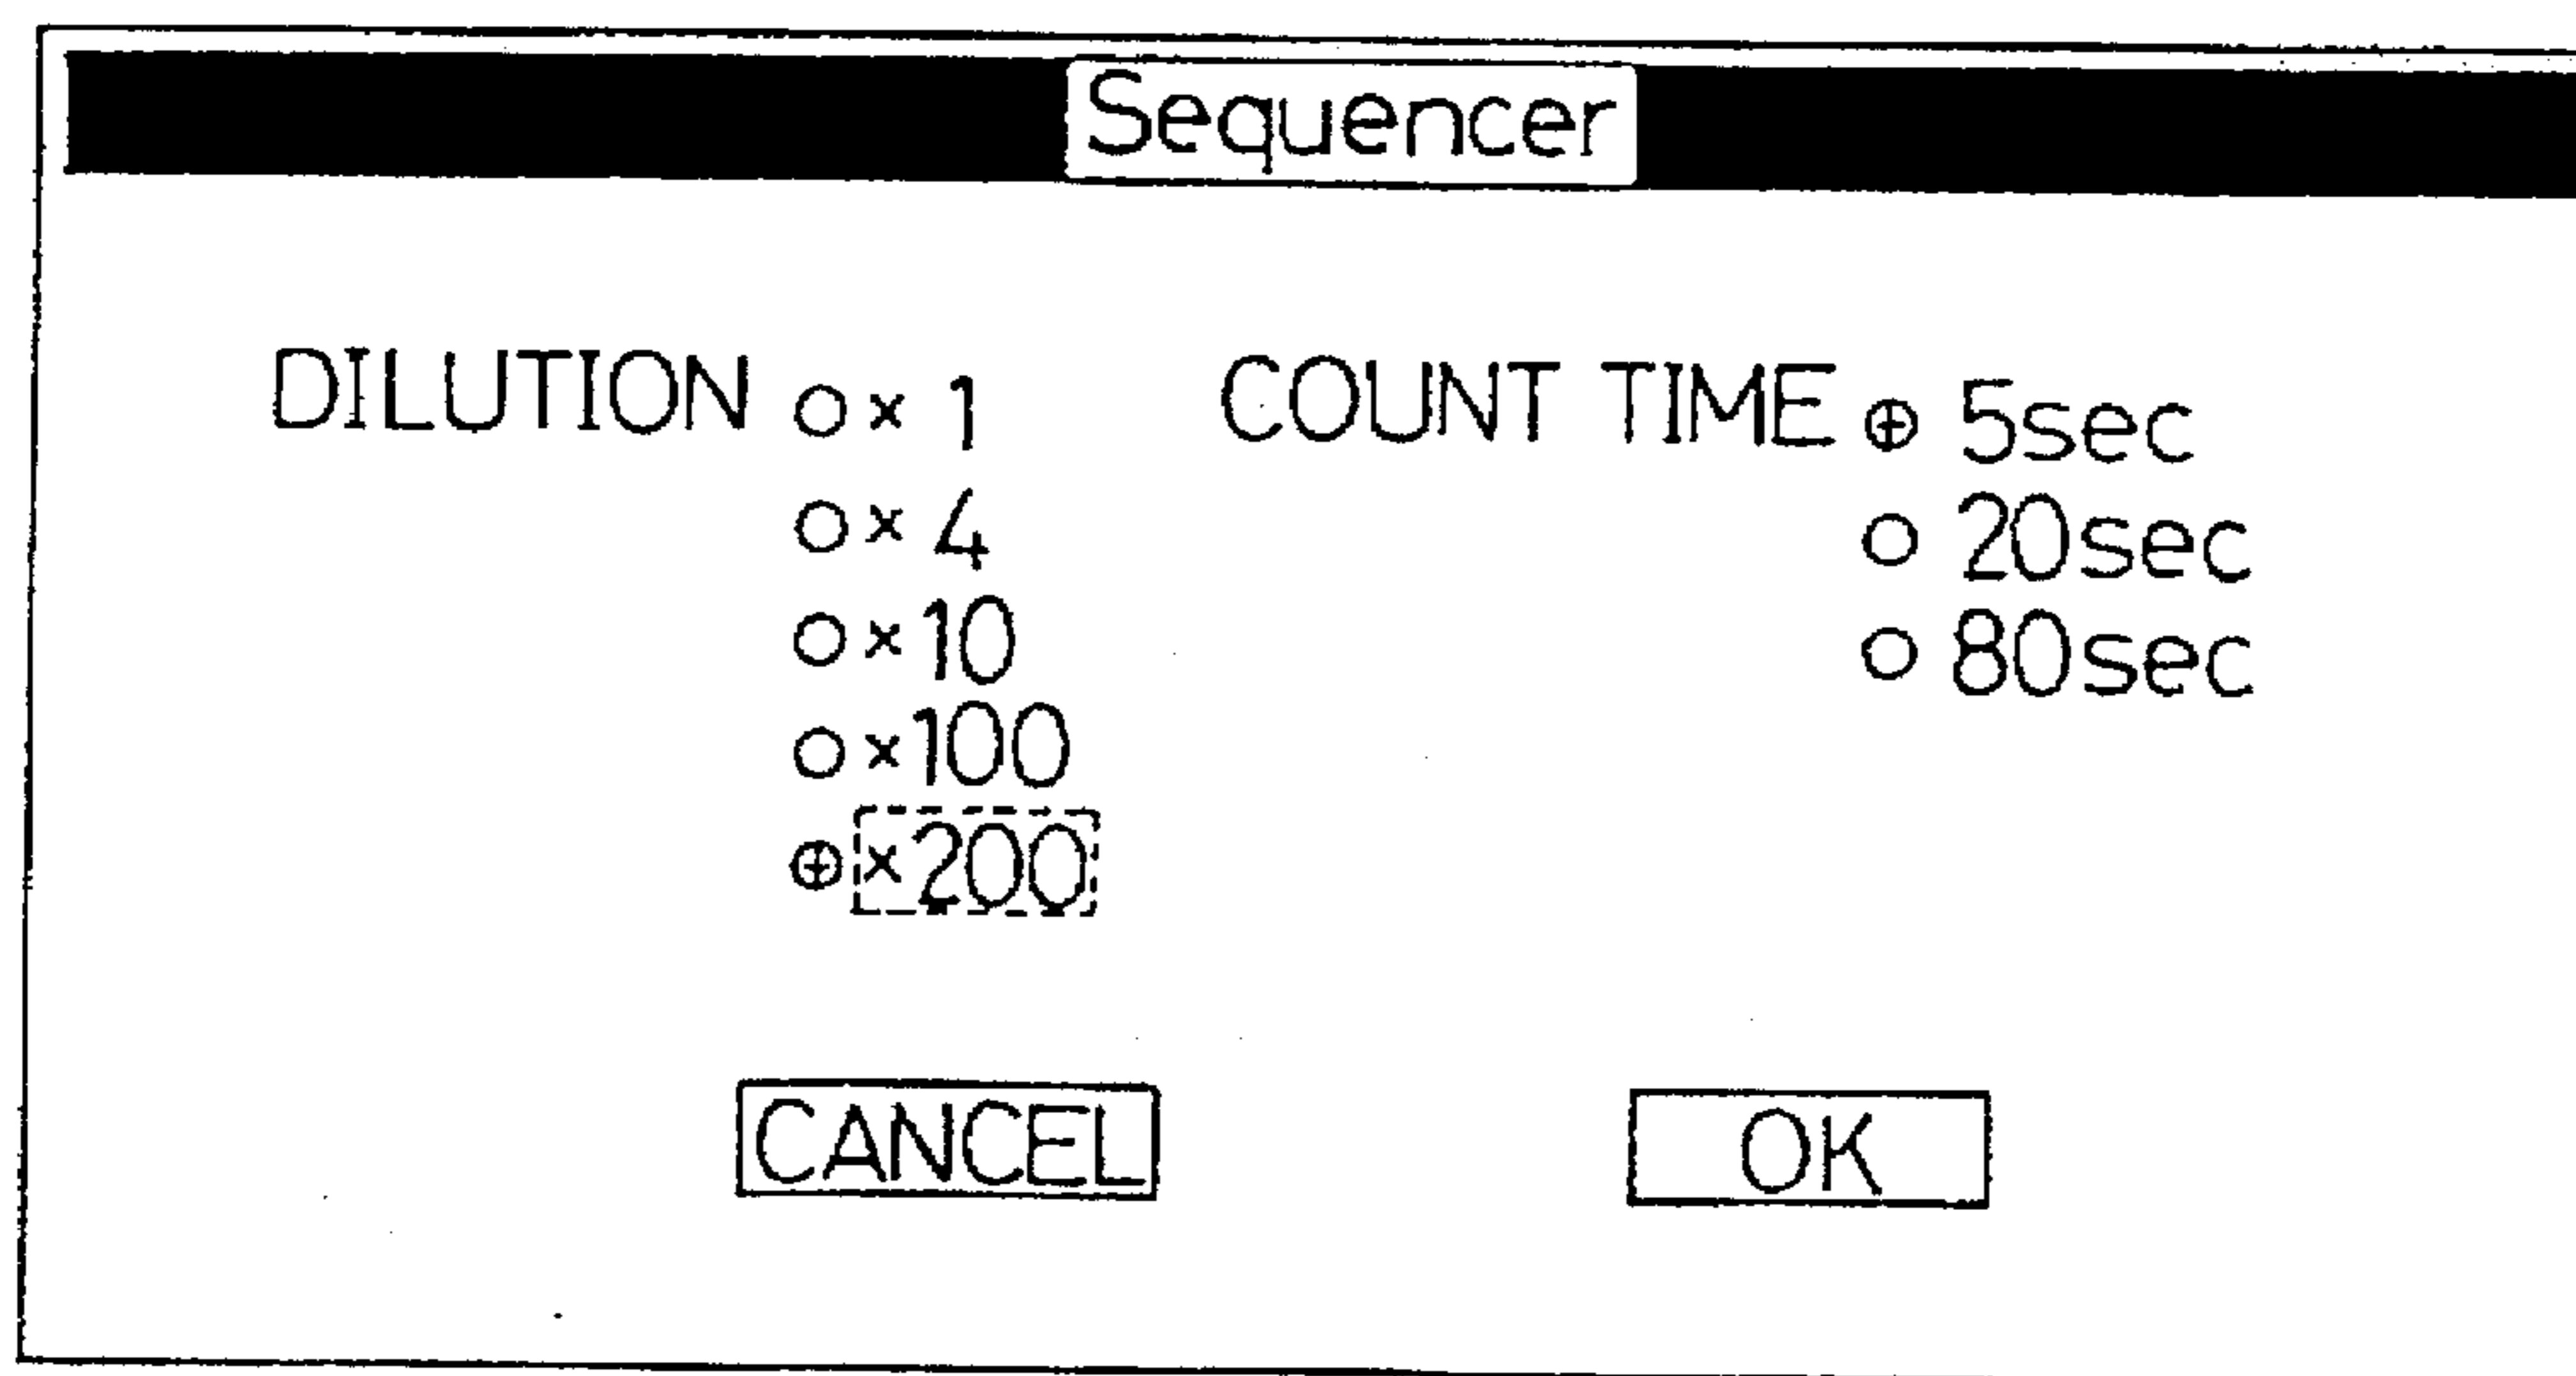 Sequencer
DILUTION ○× 1 COUNT TIME ⊕ 5sec
○× 4 ○ 20sec
○×10 ○ 80sec
○×100
⊕×200
CANCEL OK